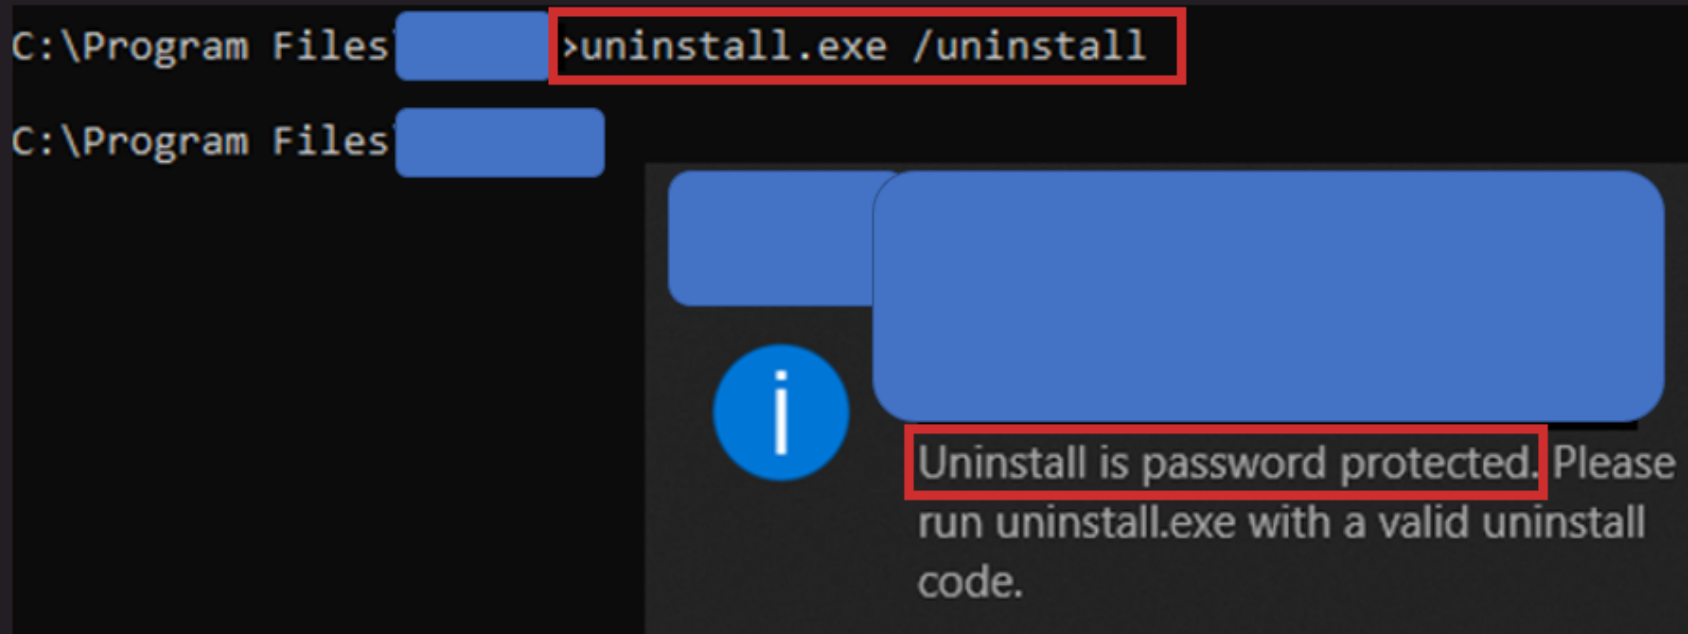 C:\Program Files >uninstall.exe /uninstall
C:\Program Files
i
Uninstall is password protected. Please
run uninstall.exe with a valid uninstall
code.